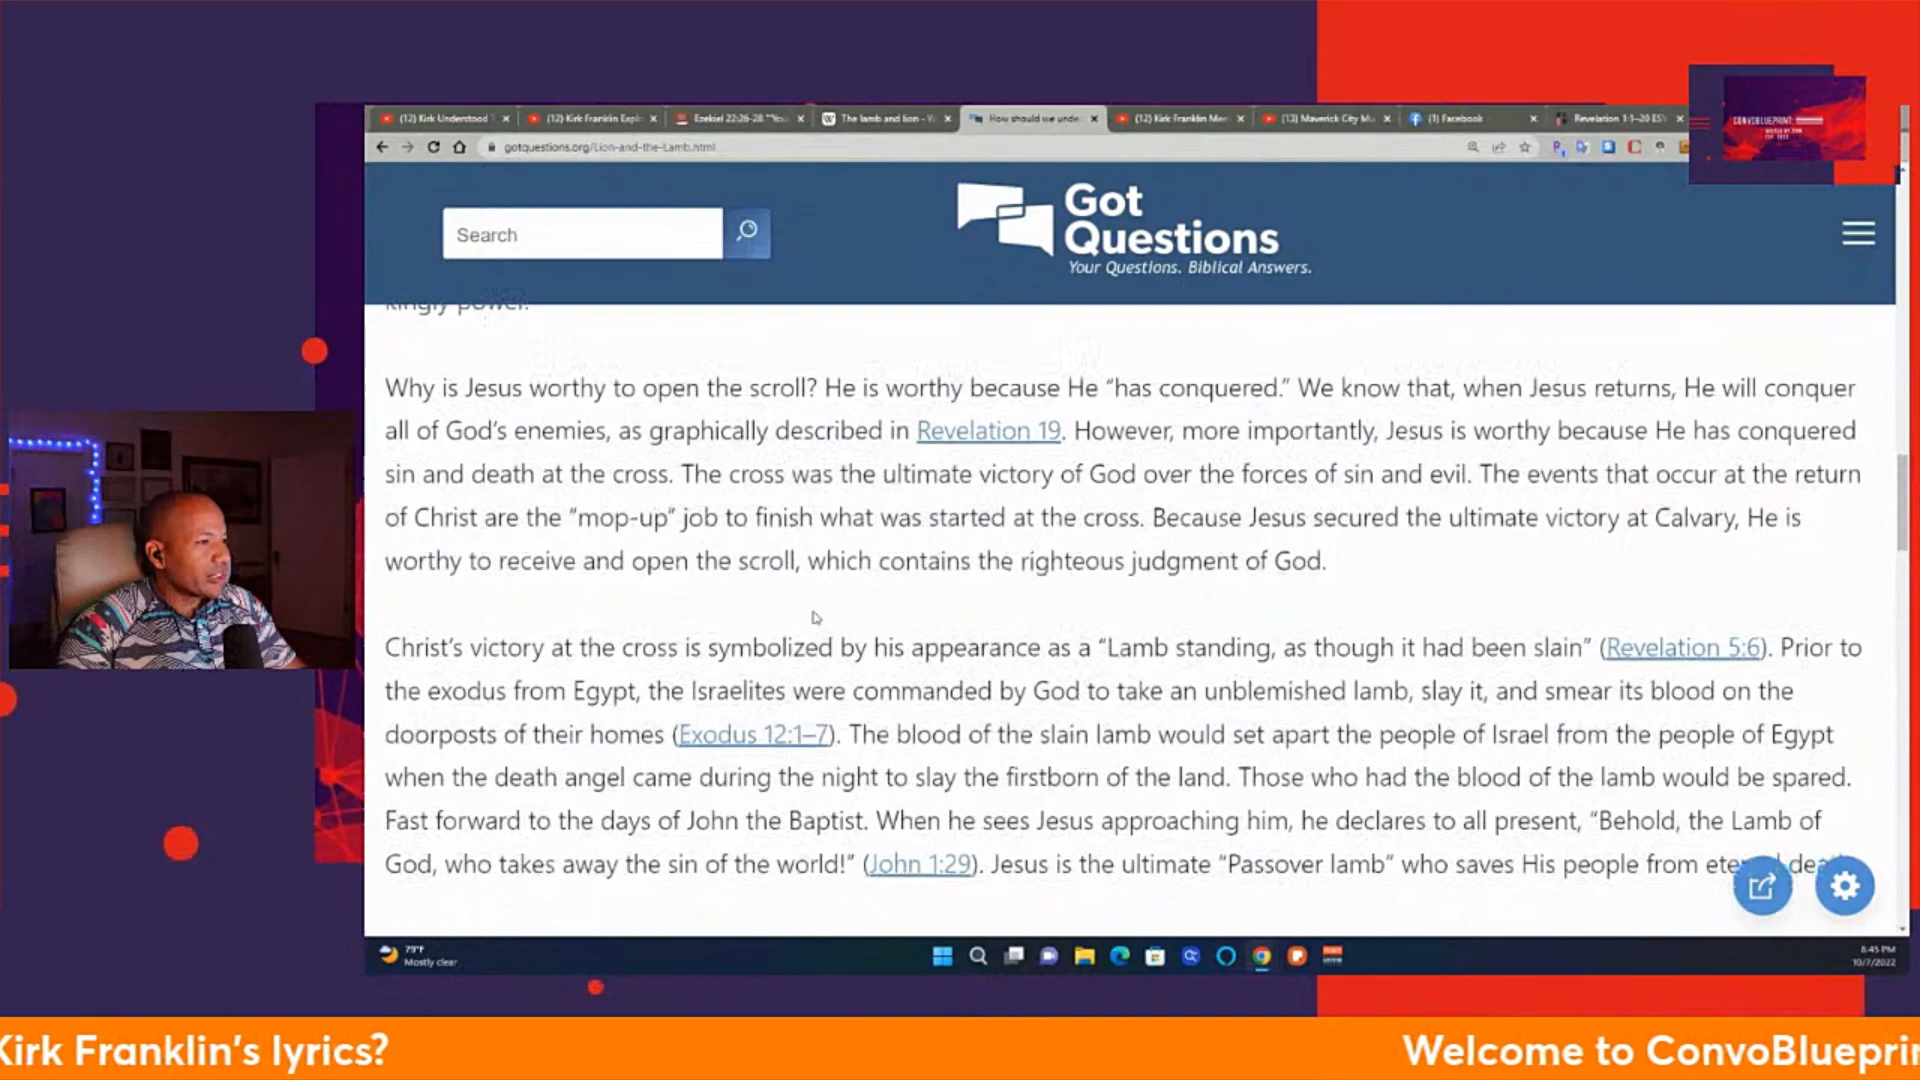 (12) Kirk Understood
(12) Kirk Franklin Expl
Ezekiel 22:26-28 "You
The lamb and lion - W
How should we unde
(12) Kirk Franklin Mee
(13) Maverick City Mu
(1) Facebook
Revelation 1:1–20 ESV
gotquestions.org/Lion-and-the-Lamb.html
CONVOBLUEPRINT
Search
Got
Questions
Your Questions. Biblical Answers.
kingly power.
Why is Jesus worthy to open the scroll? He is worthy because He “has conquered.” We know that, when Jesus returns, He will conquer
all of God’s enemies, as graphically described in Revelation 19. However, more importantly, Jesus is worthy because He has conquered
sin and death at the cross. The cross was the ultimate victory of God over the forces of sin and evil. The events that occur at the return
of Christ are the “mop-up” job to finish what was started at the cross. Because Jesus secured the ultimate victory at Calvary, He is
worthy to receive and open the scroll, which contains the righteous judgment of God.
Christ’s victory at the cross is symbolized by his appearance as a “Lamb standing, as though it had been slain” (Revelation 5:6). Prior to
the exodus from Egypt, the Israelites were commanded by God to take an unblemished lamb, slay it, and smear its blood on the
doorposts of their homes (Exodus 12:1–7). The blood of the slain lamb would set apart the people of Israel from the people of Egypt
when the death angel came during the night to slay the firstborn of the land. Those who had the blood of the lamb would be spared.
Fast forward to the days of John the Baptist. When he sees Jesus approaching him, he declares to all present, “Behold, the Lamb of
God, who takes away the sin of the world!” (John 1:29). Jesus is the ultimate “Passover lamb” who saves His people from
79°F
Mostly clear
8:45 PM
10/7/2022
Kirk Franklin's lyrics?
Welcome to ConvoBlueprin